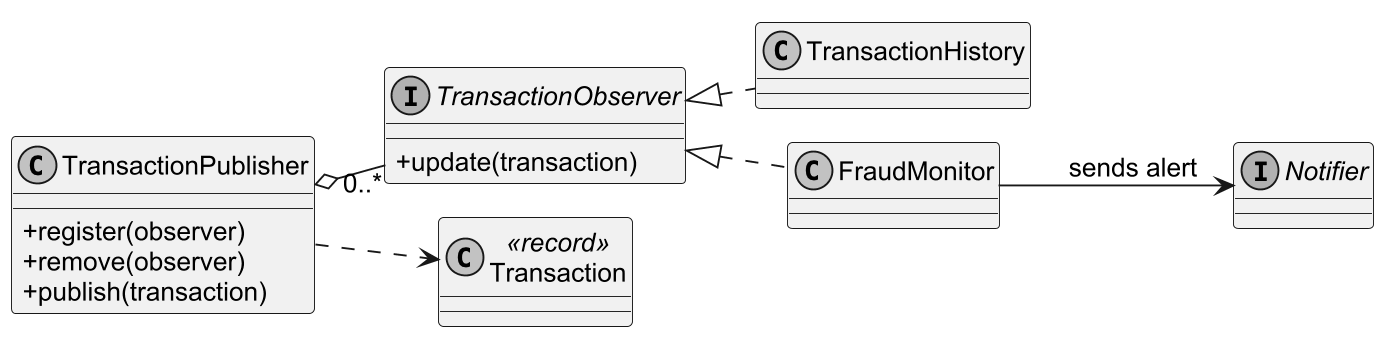 C TransactionPublisher
+register(observer)
+remove(observer)
+publish(transaction)
0..*
I TransactionObserver
+update(transaction)
C «record»
Transaction
C TransactionHistory
C FraudMonitor
sends alert
I Notifier